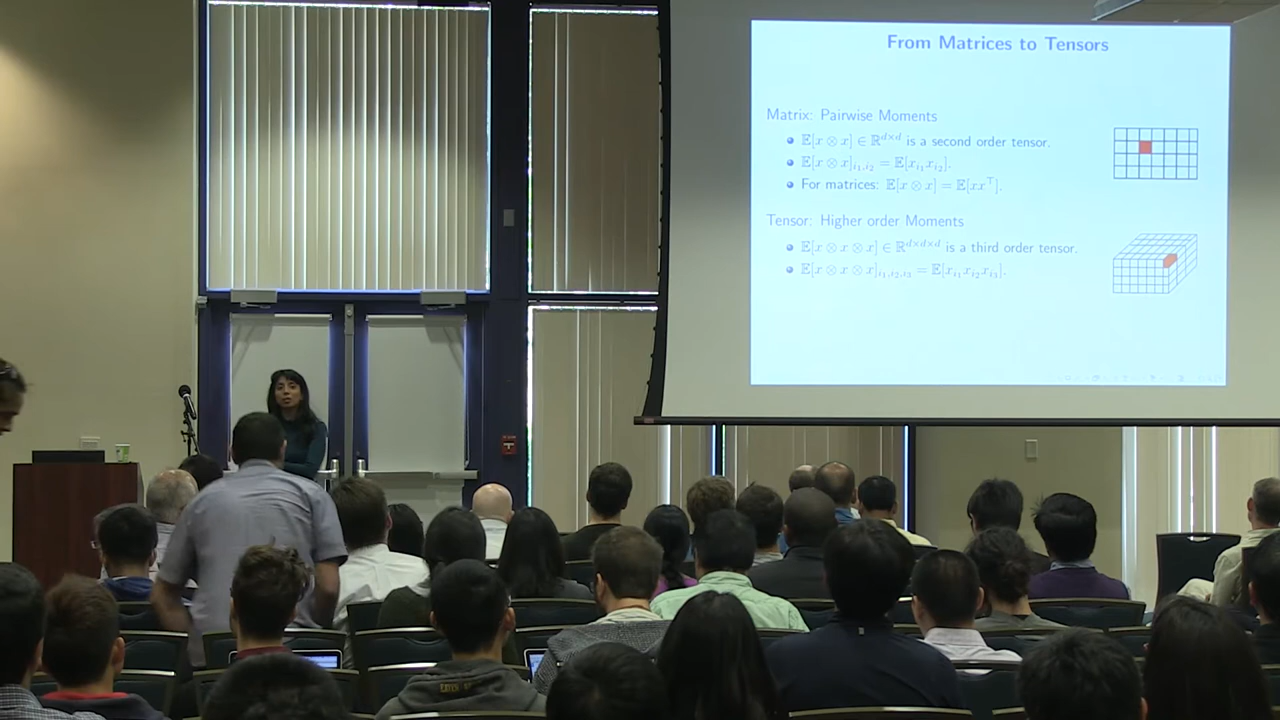 From Matrices to Tensors
Matrix: Pairwise Moments
𝔼[x ⊗ x] ∈ ℝ^{d×d} is a second order tensor.
𝔼[x ⊗ x]_{i₁,i₂} = 𝔼[x_{i₁}x_{i₂}].
For matrices: 𝔼[x ⊗ x] = 𝔼[xx^⊤].
Tensor: Higher order Moments
𝔼[x ⊗ x ⊗ x] ∈ ℝ^{d×d×d} is a third order tensor.
𝔼[x ⊗ x ⊗ x]_{i₁,i₂,i₃} = 𝔼[x_{i₁}x_{i₂}x_{i₃}].